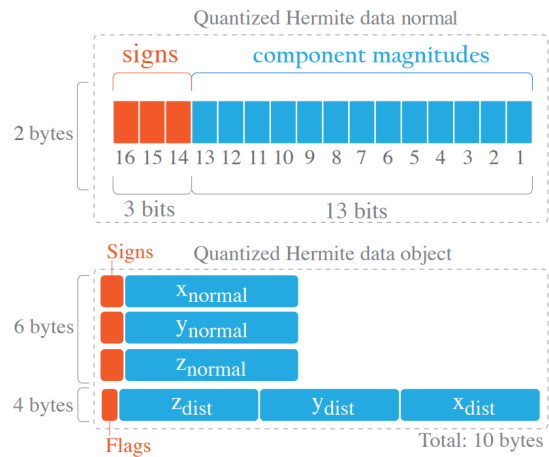 Quantized Hermite data normal
signs component magnitudes
2 bytes
16 15 14 13 12 11 10 9 8 7 6 5 4 3 2 1
3 bits 13 bits
Signs Quantized Hermite data object
6 bytes
xnormal
ynormal
znormal
4 bytes
zdist ydist xdist
Flags
Total: 10 bytes